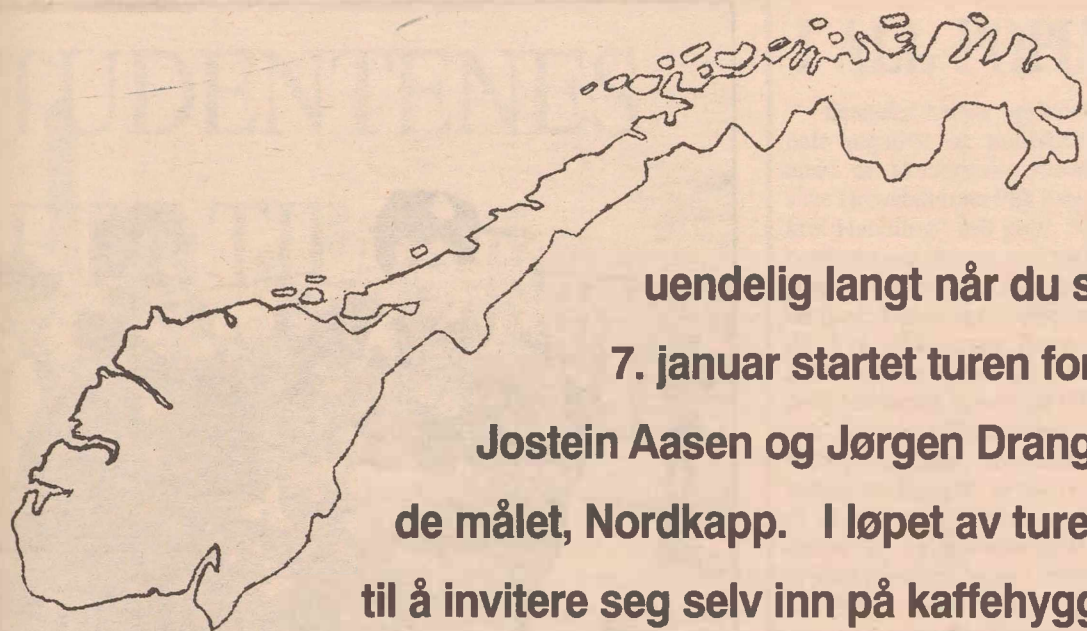 uendelig langt når du s
7. januar startet turen for
Jostein Aasen og Jørgen Drang
de målet, Nordkapp. I løpet av ture
til å invitere seg selv inn på kaffehygg